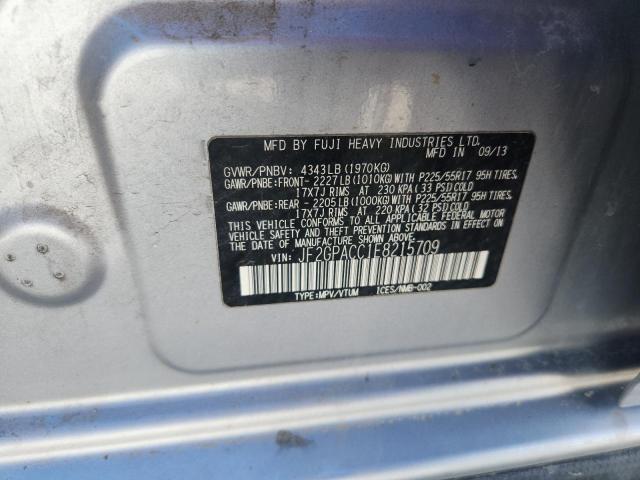 MFD BY FUJI HEAVY INDUSTRIES LTD.
MFD IN 09/13
GVWR/PNBV: 4343LB (1970KG)
GAWR/PNBE:FRONT- 2227LB(1010KG)WITH P225/55R17 95H TIRES,
17X7J RIMS AT 230 KPA( 33 PSI)COLD
GAWR/PNBE:REAR - 2205LB(1000KG)WITH P225/55R17 95H TIRES,
17X7J RIMS AT 220 KPA( 32 PSI)COLD
THIS VEHICLE CONFORMS TO ALL APPLICABLE FEDERAL MOTOR
VEHICLE SAFETY AND THEFT PREVENTION STANDARDS IN EFFECT ON
THE DATE OF MANUFACTURE SHOWN ABOVE.
VIN: JF2GPACC1E8215709
TYPE:MPV/VTUM ICES/NMB-002